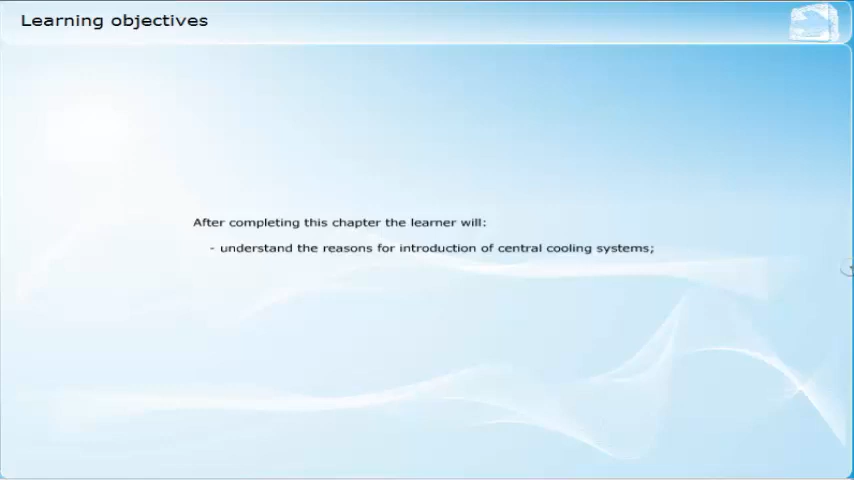 Learning objectives
After completing this chapter the learner will:
- understand the reasons for introduction of central cooling systems;